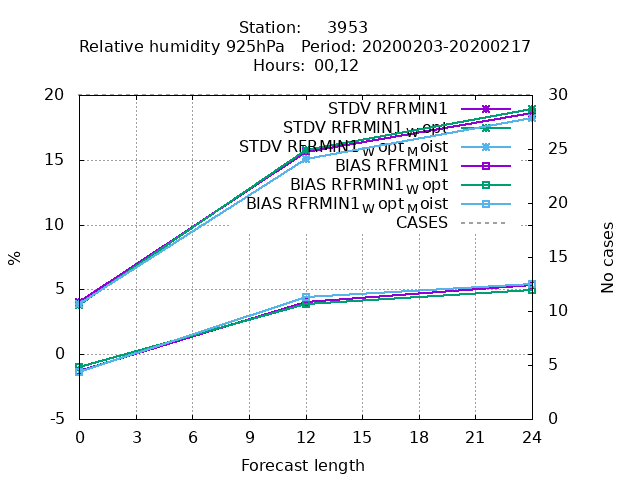 Station: 3953
Relative humidity 925hPa Period: 20200203-20200217
Hours: 00,12
20
15
10
5
0
-5
%
30
25
20
15
10
5
0
No cases
STDV RFRMIN1
STDV RFRMIN1_W opt
STDV RFRMIN1_W opt_M oist
BIAS RFRMIN1
BIAS RFRMIN1_W opt
BIAS RFRMIN1_W opt_M oist
CASES
0 3 6 9 12 15 18 21 24
Forecast length